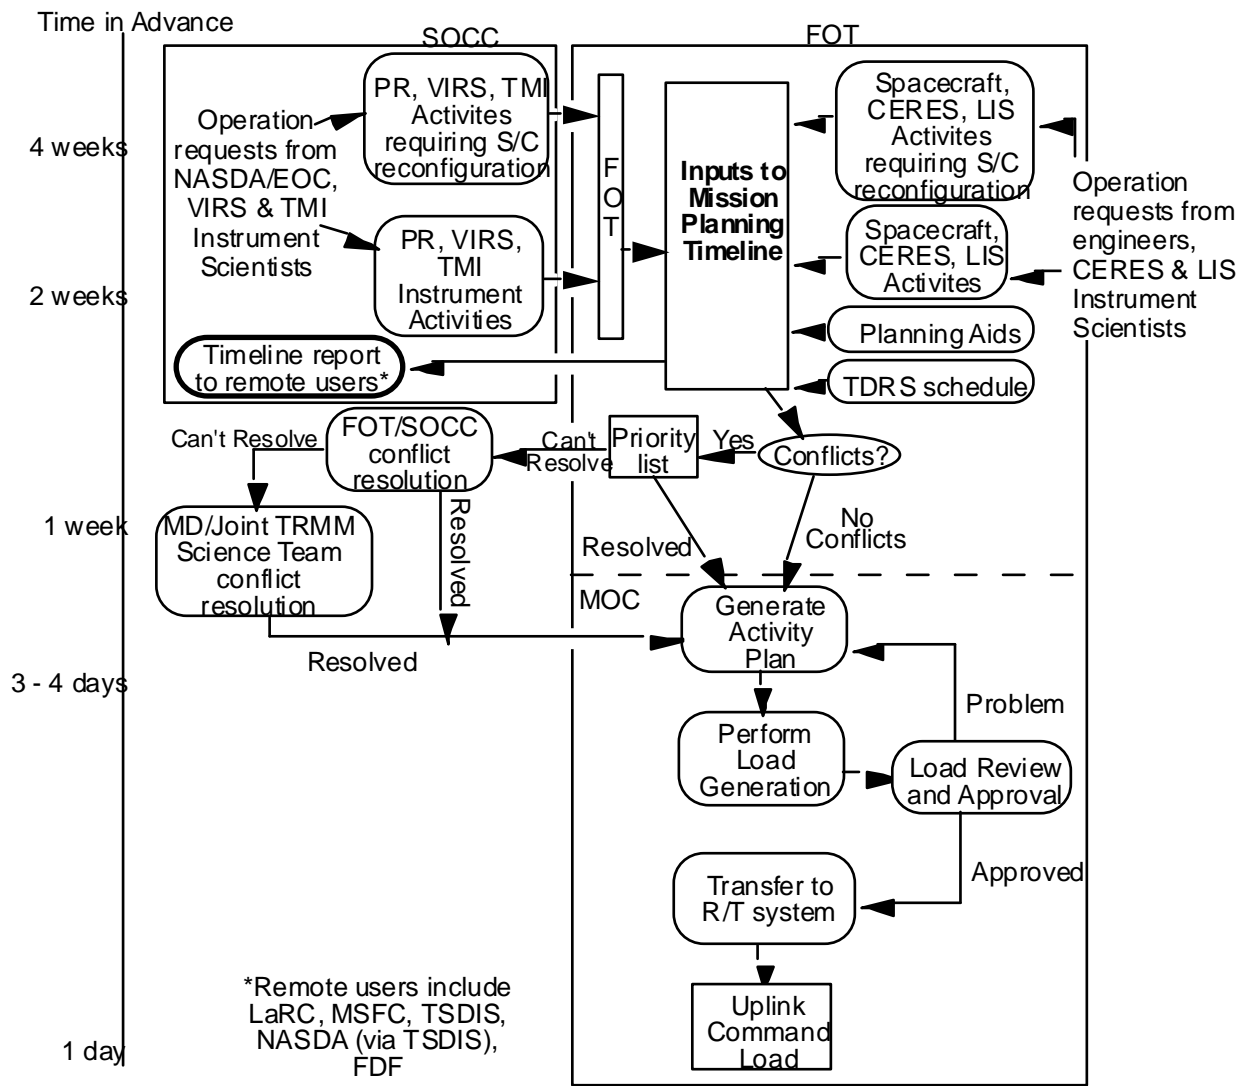 Time in Advance
SOCC
FOT
4 weeks
2 weeks
1 week
3 - 4 days
1 day
Operation
requests from
NASDA/EOC,
VIRS & TMI
Instrument
Scientists
PR, VIRS, TMI
Activites
requiring S/C
reconfiguration
PR, VIRS,
TMI
Instrument
Activities
Timeline report
to remote users*
F
O
T
Inputs to
Mission
Planning
Timeline
Spacecraft,
CERES, LIS
Activites
requiring S/C
reconfiguration
Spacecraft,
CERES, LIS
Activites
Planning Aids
TDRS schedule
Operation
requests from
engineers,
CERES & LIS
Instrument
Scientists
Can't Resolve
FOT/SOCC
conflict
resolution
Can't
Resolve
Priority
list
Yes
Conflicts?
MD/Joint TRMM
Science Team
conflict
resolution
Resolved
Resolved
No
Conflicts
MOC
Resolved
Generate
Activity
Plan
Problem
Perform
Load
Generation
Load Review
and Approval
Approved
Transfer to
R/T system
Uplink
Command
Load
*Remote users include
LaRC, MSFC, TSDIS,
NASDA (via TSDIS),
FDF